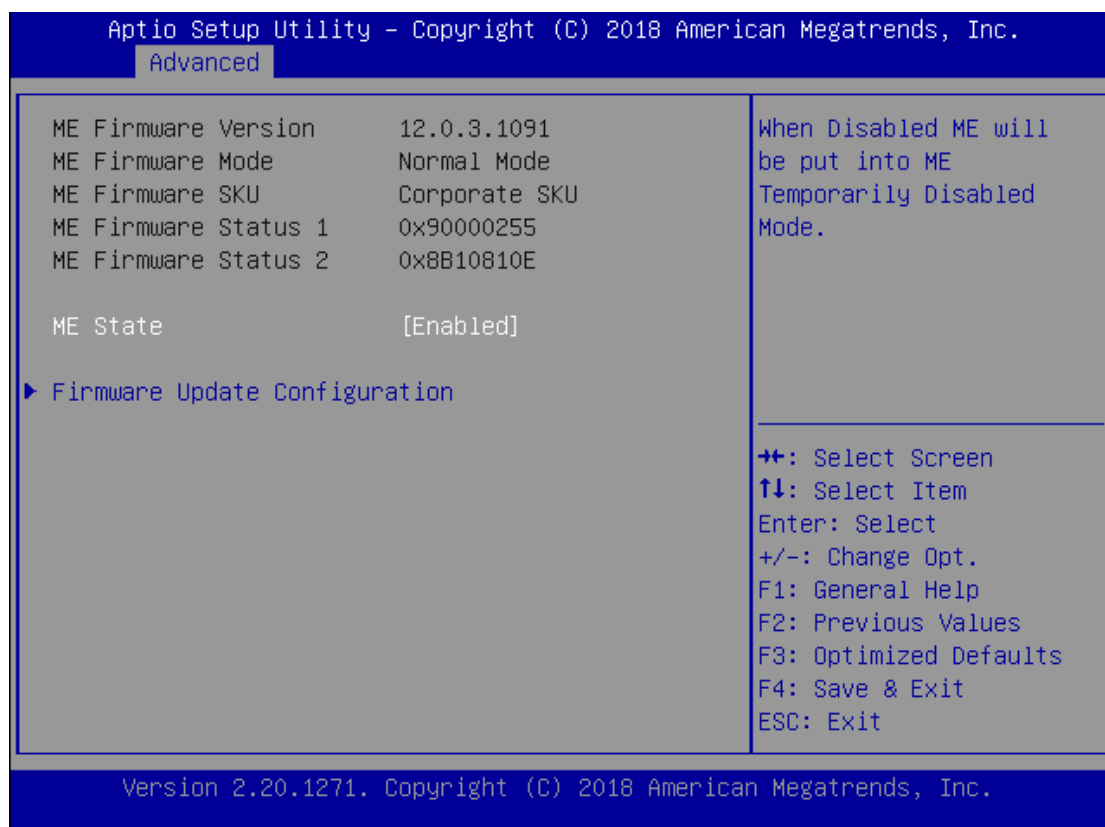 Aptio Setup Utility – Copyright (C) 2018 American Megatrends, Inc.
Advanced
ME Firmware Version 12.0.3.1091
ME Firmware Mode Normal Mode
ME Firmware SKU Corporate SKU
ME Firmware Status 1 0x90000255
ME Firmware Status 2 0x8B10810E
ME State [Enabled]
► Firmware Update Configuration
When Disabled ME will
be put into ME
Temporarily Disabled
Mode.
→←: Select Screen
↑↓: Select Item
Enter: Select
+/-: Change Opt.
F1: General Help
F2: Previous Values
F3: Optimized Defaults
F4: Save & Exit
ESC: Exit
Version 2.20.1271. Copyright (C) 2018 American Megatrends, Inc.